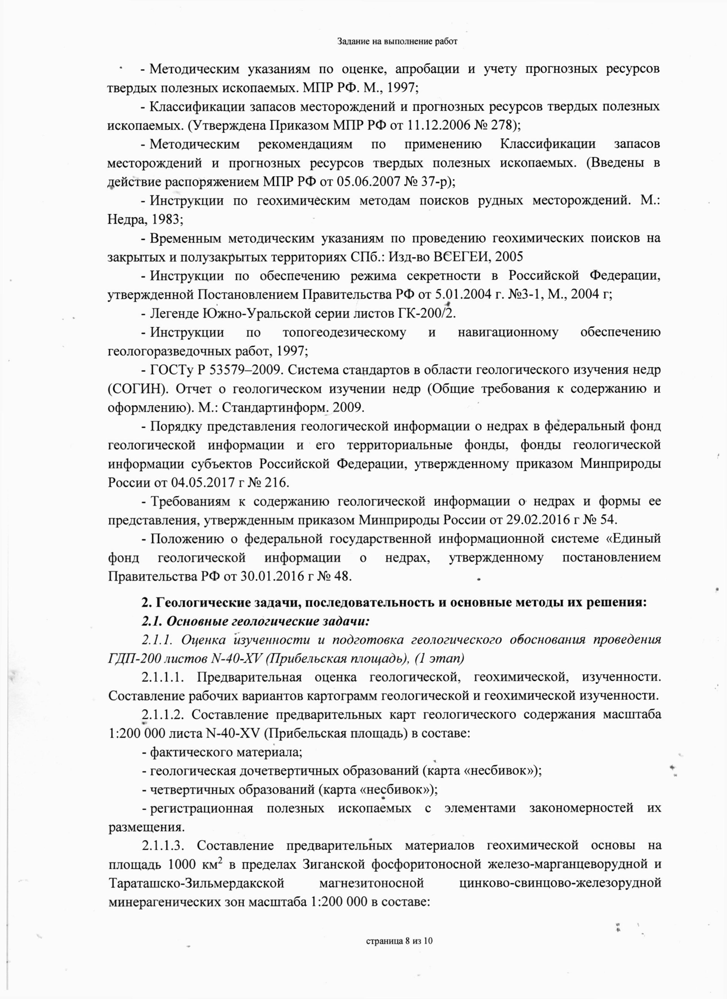 Задание на выполнение работ
- Методическим указаниям по оценке, апробации и учету прогнозных ресурсов
твердых полезных ископаемых. МПР РФ. М., 1997;
- Классификации запасов месторождений и прогнозных ресурсов твердых полезных
ископаемых. (Утверждена Приказом МПР РФ от 11.12.2006 № 278);
- Методическим рекомендациям по применению Классификации запасов
месторождений и прогнозных ресурсов твердых полезных ископаемых. (Введены в
действие распоряжением МПР РФ от 05.06.2007 № 37-р);
- Инструкции по геохимическим методам поисков рудных месторождений. М.:
Недра, 1983;
- Временным методическим указаниям по проведению геохимических поисков на
закрытых и полузакрытых территориях СПб.: Изд-во ВСЕГЕИ, 2005
- Инструкции по обеспечению режима секретности в Российской Федерации,
утвержденной Постановлением Правительства РФ от 5.01.2004 г. №3-1, М., 2004 г;
- Легенде Южно-Уральской серии листов ГК-200/2.
- Инструкции по топогеодезическому и навигационному обеспечению
геологоразведочных работ, 1997;
- ГОСТу Р 53579–2009. Система стандартов в области геологического изучения недр
(СОГИН). Отчет о геологическом изучении недр (Общие требования к содержанию и
оформлению). М.: Стандартинформ. 2009.
- Порядку представления геологической информации о недрах в федеральный фонд
геологической информации и его территориальные фонды, фонды геологической
информации субъектов Российской Федерации, утвержденному приказом Минприроды
России от 04.05.2017 г № 216.
- Требованиям к содержанию геологической информации о недрах и формы ее
представления, утвержденным приказом Минприроды России от 29.02.2016 г № 54.
- Положению о федеральной государственной информационной системе «Единый
фонд геологической информации о недрах, утвержденному постановлением
Правительства РФ от 30.01.2016 г № 48.
2. Геологические задачи, последовательность и основные методы их решения:
2.1. Основные геологические задачи:
2.1.1. Оценка изученности и подготовка геологического обоснования проведения
ГДП-200 листов N-40-XV (Прибельская площадь), (1 этап)
2.1.1.1. Предварительная оценка геологической, геохимической, изученности.
Составление рабочих вариантов картограмм геологической и геохимической изученности.
2.1.1.2. Составление предварительных карт геологического содержания масштаба
1:200 000 листа N-40-XV (Прибельская площадь) в составе:
- фактического материала;
- геологическая дочетвертичных образований (карта «несбивок»);
- четвертичных образований (карта «несбивок»);
- регистрационная полезных ископаемых с элементами закономерностей их
размещения.
2.1.1.3. Составление предварительных материалов геохимической основы на
площадь 1000 км² в пределах Зиганской фосфоритоносной железо-марганцеворудной и
Тараташско-Зильмердакской магнезитоносной цинково-свинцово-железорудной
минерагенических зон масштаба 1:200 000 в составе:
страница 8 из 10